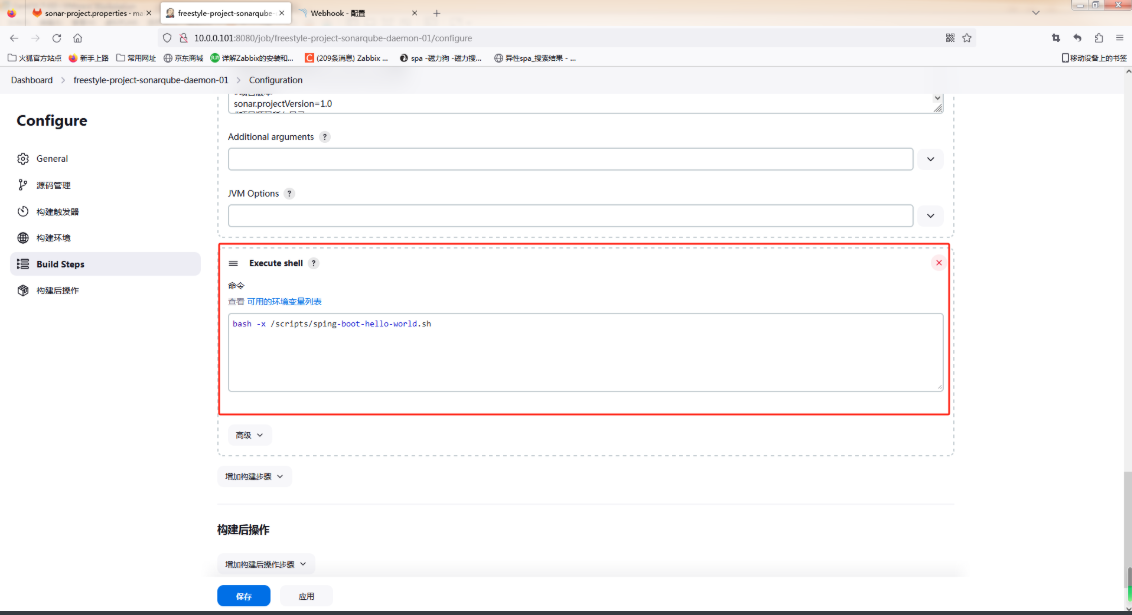 sonar-project.properties · ma
freestyle-project-sonarqube-
Webhook - 配置
10.0.0.101:8080/job/freestyle-project-sonarqube-daemon-01/configure
火狐官方站点 新手上路 常用网址 京东商城 详解Zabbix的安装和... (209条消息) Zabbix ... spa -磁力狗 -磁力搜... 异性spa_搜索结果 - ... 移动设备上的书签
Dashboard > freestyle-project-sonarqube-daemon-01 > Configuration
Configure
General
源码管理
构建触发器
构建环境
Build Steps
构建后操作
sonar.projectVersion=1.0
Additional arguments ?
JVM Options ?
Execute shell ?
命令
查看 可用的环境变量列表
bash -x /scripts/sping-boot-hello-world.sh
高级
增加构建步骤
构建后操作
增加构建后操作步骤
保存
应用